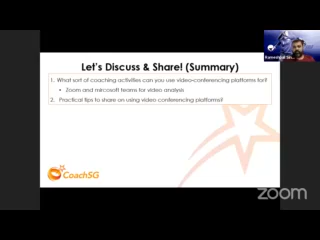 Let's Discuss & Share! (Summary)
1. What sort of coaching activities can you use video-conferencing platforms for?
• Zoom and mircosoft teams for video analysis
2. Practical tips to share on using video conferencing platforms?
CoachSG
zoom